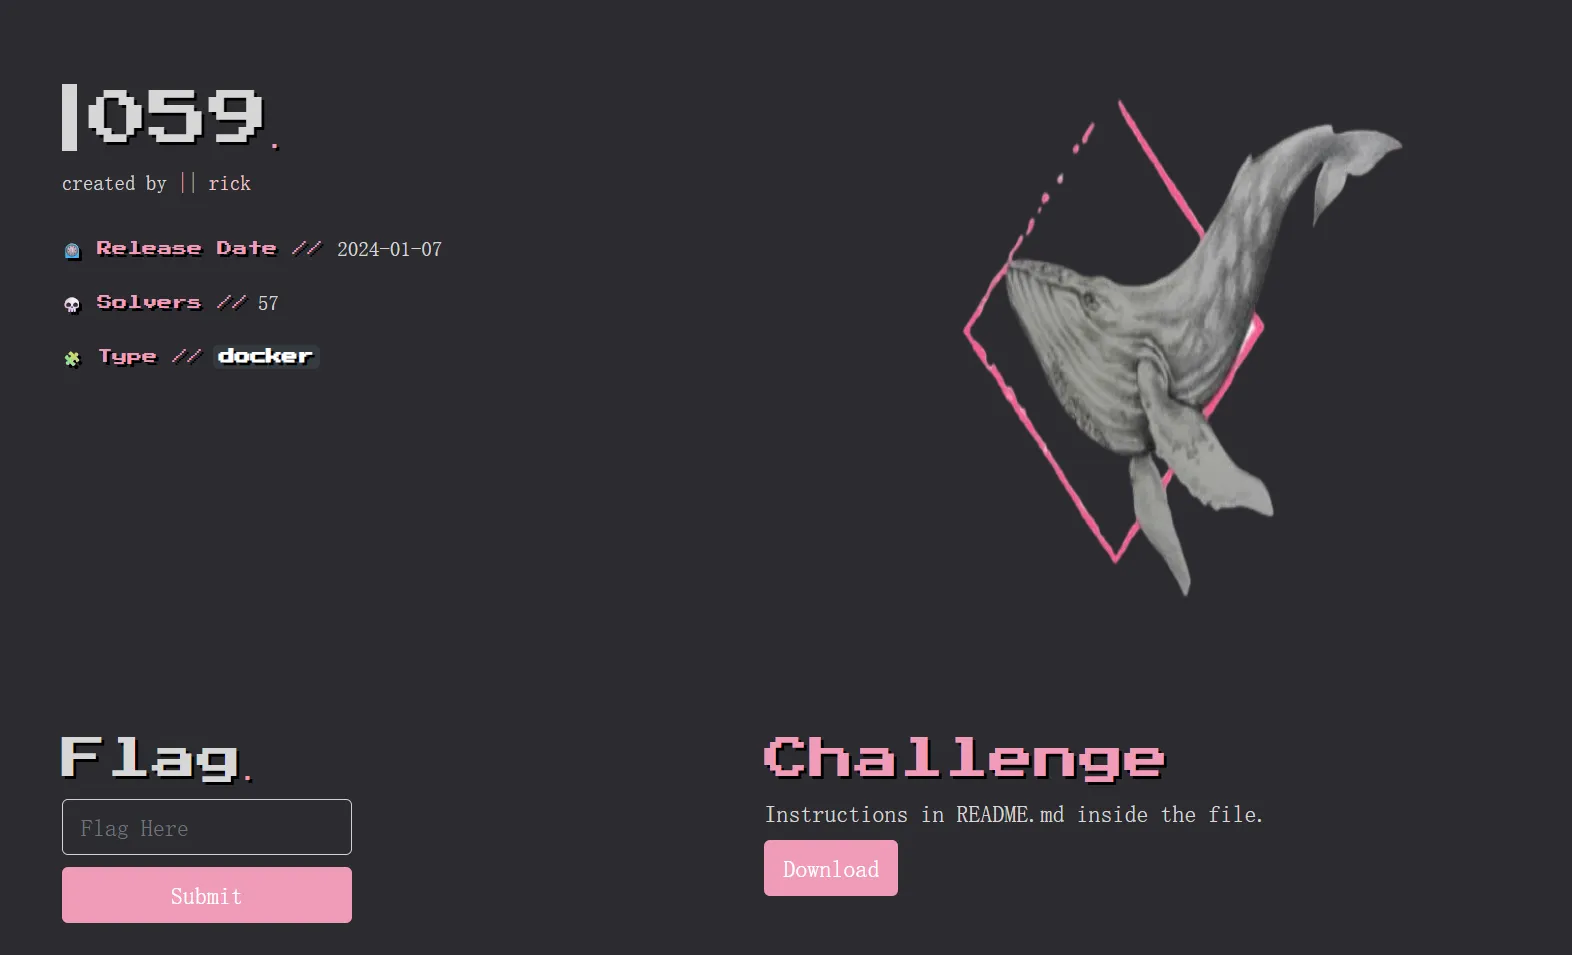 |059.
created by || rick
Release Date // 2024-01-07
Solvers // 57
Type // docker
Flag.
Flag Here
Submit
Challenge
Instructions in README.md inside the file.
Download